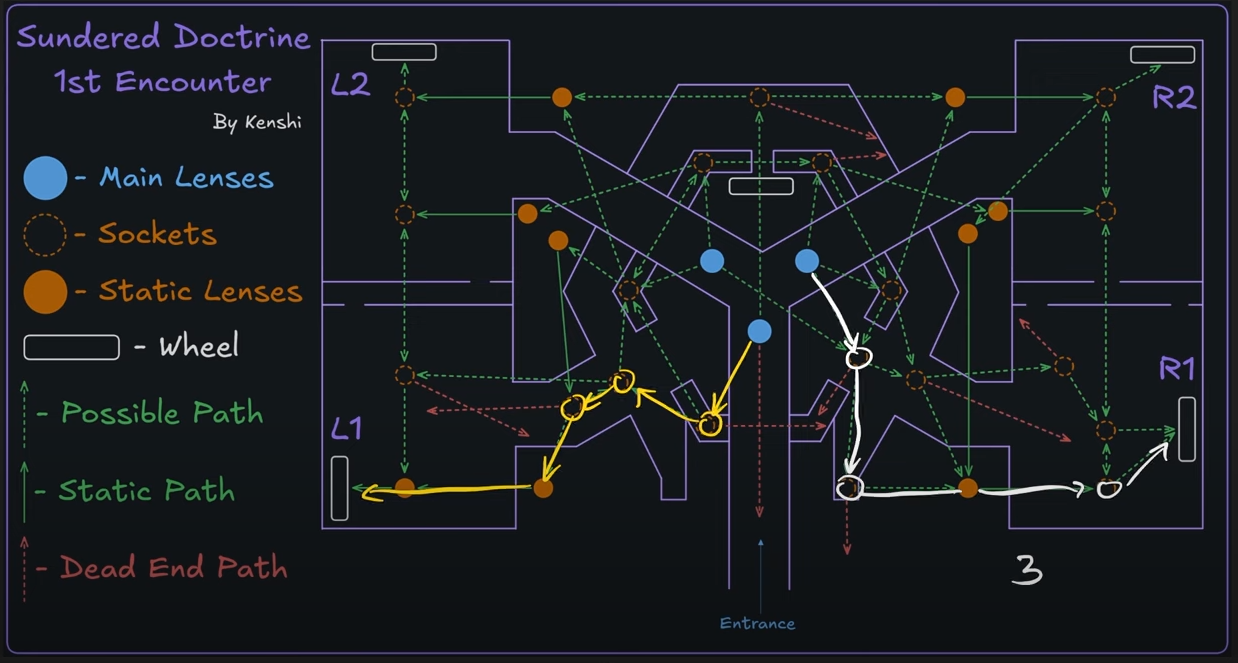 Sundered Doctrine
1st Encounter
By Kenshi
- Main Lenses
- Sockets
- Static Lenses
- Wheel
- Possible Path
- Static Path
- Dead End Path
L2
R2
L1
R1
3
Entrance